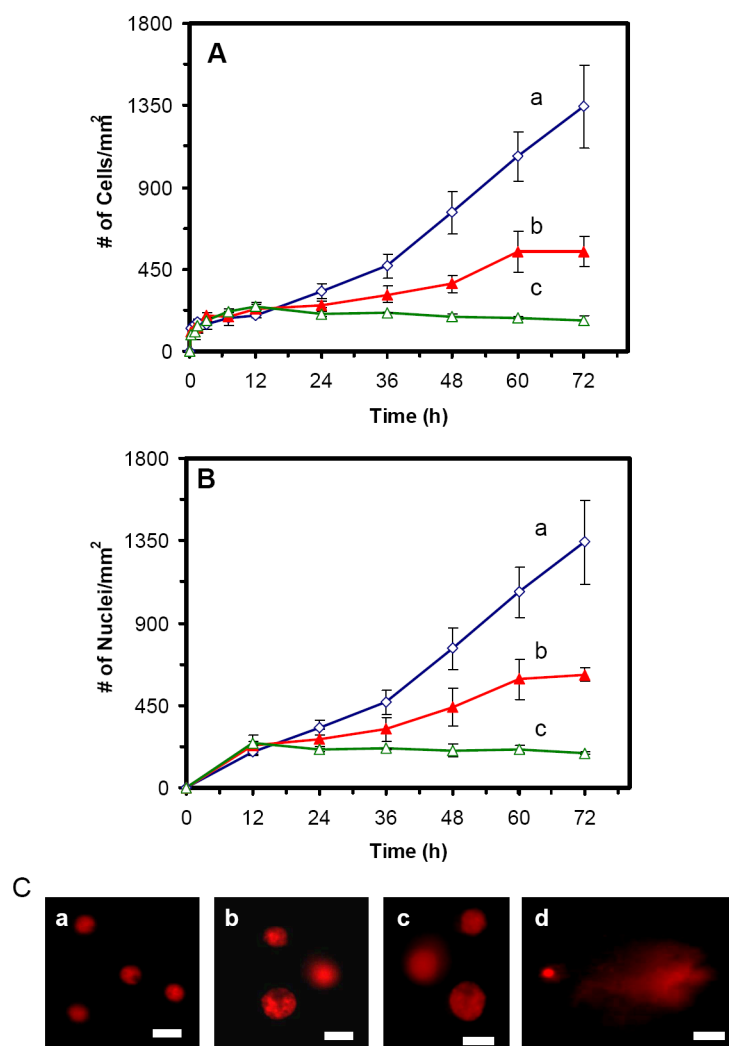 A
1800
1350
900
450
0
# of Cells/mm²
a
b
c
0 12 24 36 48 60 72
Time (h)
B
1800
1350
900
450
0
# of Nuclei/mm²
a
b
c
0 12 24 36 48 60 72
Time (h)
C
a b c d